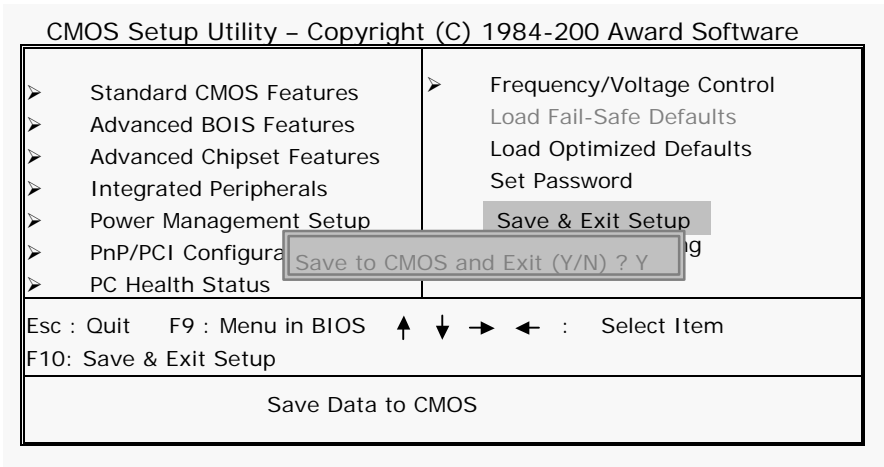 CMOS Setup Utility – Copyright (C) 1984-200 Award Software
➢ Standard CMOS Features
➢ Advanced BOIS Features
➢ Advanced Chipset Features
➢ Integrated Peripherals
➢ Power Management Setup
➢ PnP/PCI Configura
➢ PC Health Status
➢ Frequency/Voltage Control
Load Fail-Safe Defaults
Load Optimized Defaults
Set Password
Save & Exit Setup
Save to CMOS and Exit (Y/N) ? Y
Esc : Quit F9 : Menu in BIOS ↑ ↓ → ← : Select Item
F10: Save & Exit Setup
Save Data to CMOS